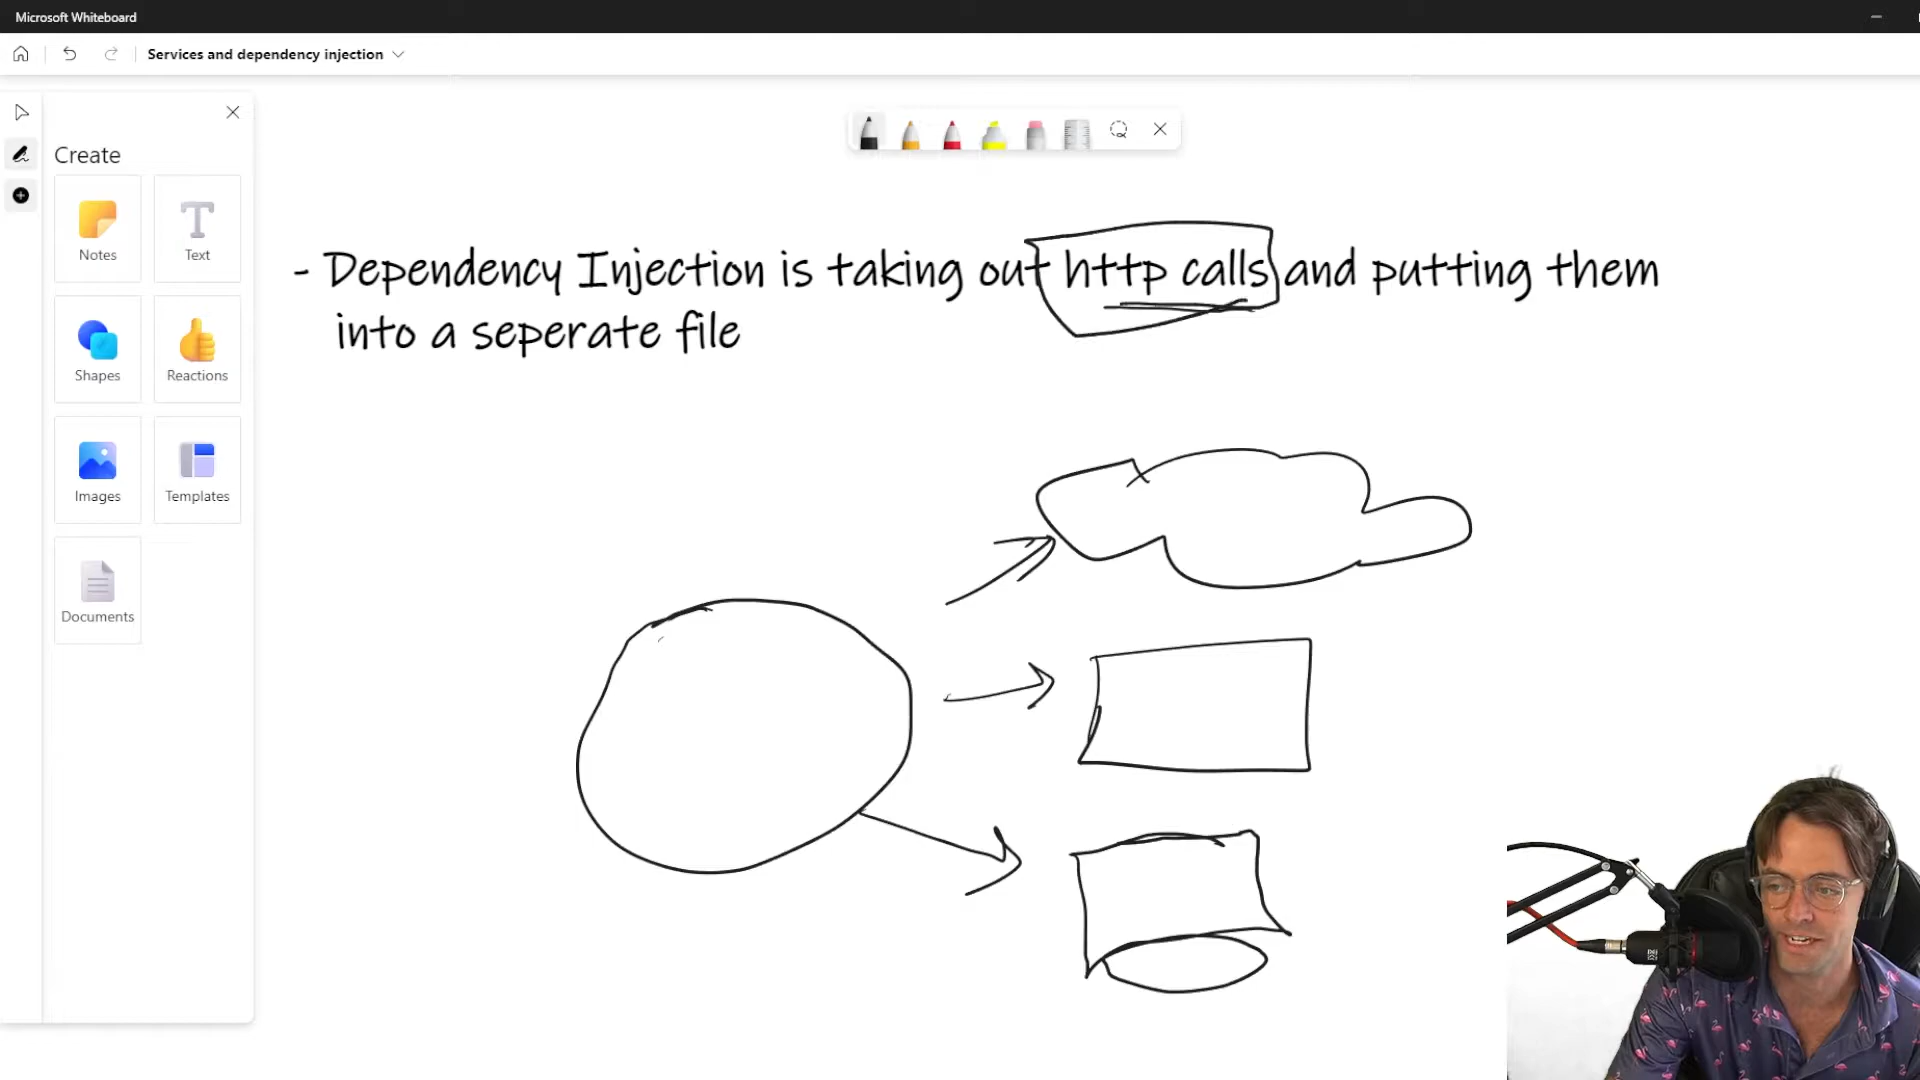 Microsoft Whiteboard
Services and dependency injection
Create
Notes
Text
Shapes
Reactions
Images
Templates
Documents
- Dependency Injection is taking out http calls and putting them
into a seperate file